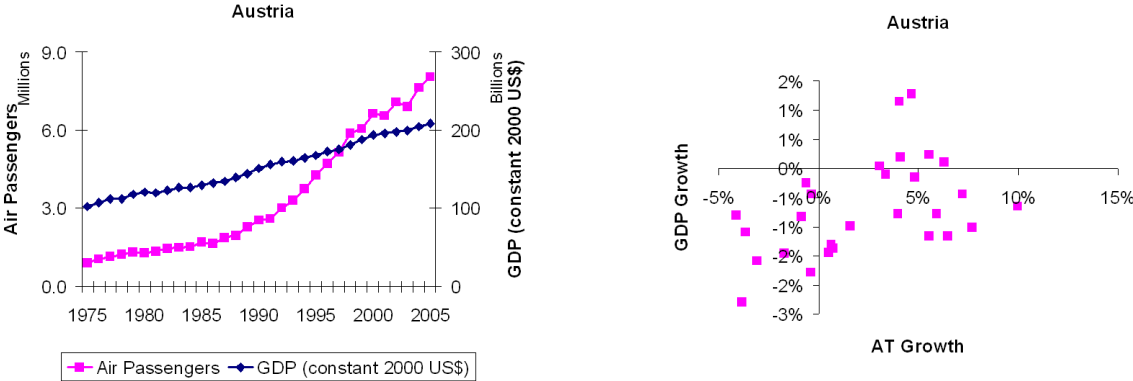 Austria
Air Passengers
Millions
9.0
6.0
3.0
0.0
300
200
100
0
Billions
GDP (constant 2000 US$)
1975 1980 1985 1990 1995 2000 2005
Air Passengers GDP (constant 2000 US$)
Austria
GDP Growth
2%
1%
1%
0%
-1%
-1%
-2%
-2%
-3%
-5% 0% 5% 10% 15%
AT Growth